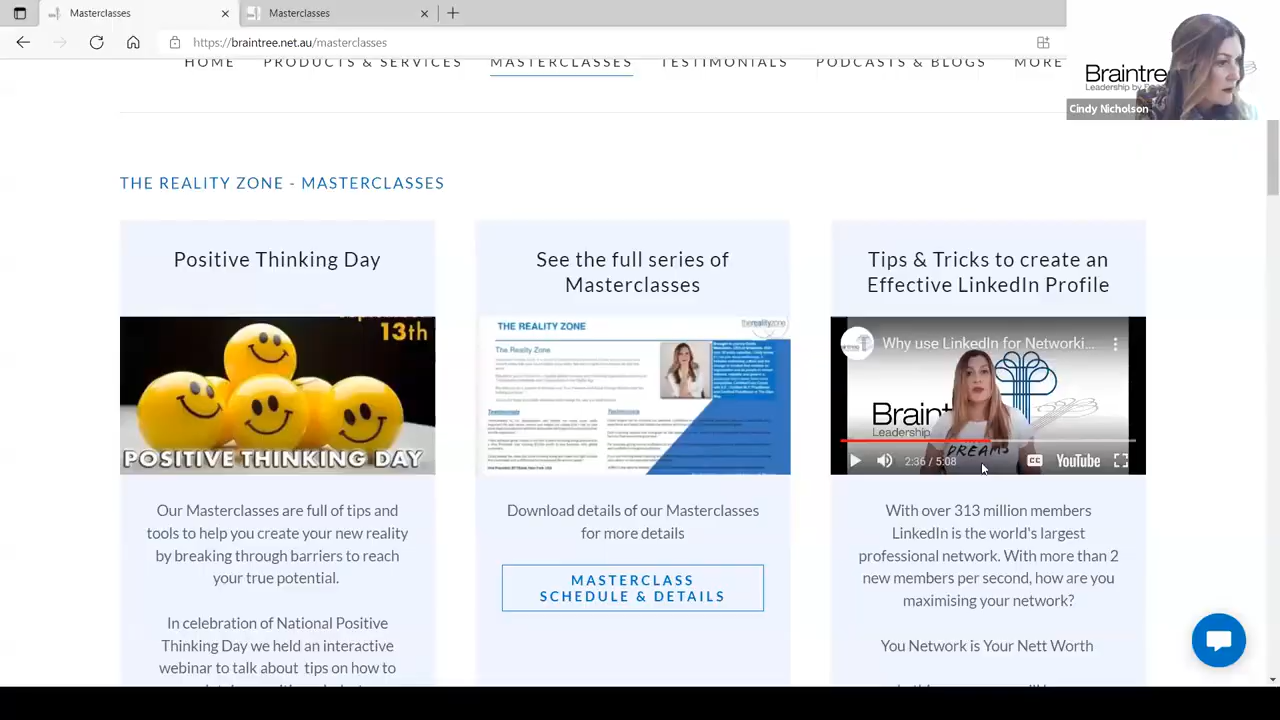 Masterclasses
Masterclasses
https://braintree.net.au/masterclasses
HOME PRODUCTS & SERVICES MASTERCLASSES TESTIMONIALS PODCASTS & BLOGS MORE
Braintre
Leadership by
Cindy Nicholson
THE REALITY ZONE - MASTERCLASSES
Positive Thinking Day
13th
POSITIVE THINKING DAY
Our Masterclasses are full of tips and
tools to help you create your new reality
by breaking through barriers to reach
your true potential.
In celebration of National Positive
Thinking Day we held an interactive
webinar to talk about tips on how to
See the full series of
Masterclasses
THE REALITY ZONE
therealityzone
The Reality Zone
Testimonials
Testimonials
Download details of our Masterclasses
for more details
MASTERCLASS
SCHEDULE & DETAILS
Tips & Tricks to create an
Effective LinkedIn Profile
Why use LinkedIn for Networki...
Braint
Leadership
DREAMS
2:36 / 5:08
CC
YouTube
With over 313 million members
LinkedIn is the world's largest
professional network. With more than 2
new members per second, how are you
maximising your network?
You Network is Your Nett Worth